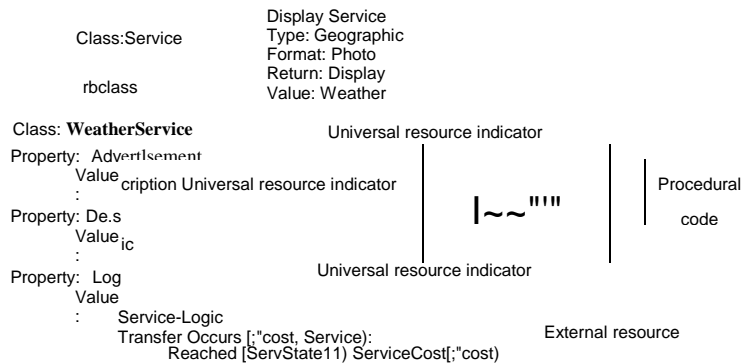 Display Service
Class:Service
Type: Geographic
Format: Photo
Return: Display
rbclass
Value: Weather
Class: WeatherService
Universal resource indicator
Property: Advertlsement
Value
cription Universal resource indicator
:
Procedural
l~~"'"
Property: De.s
code
Value
ic
:
Universal resource indicator
Property: Log
Value
:
Service-Logic
Transfer Occurs [;"cost, Service):
External resource
Reached [ServState11) ServiceCost[;"cost)